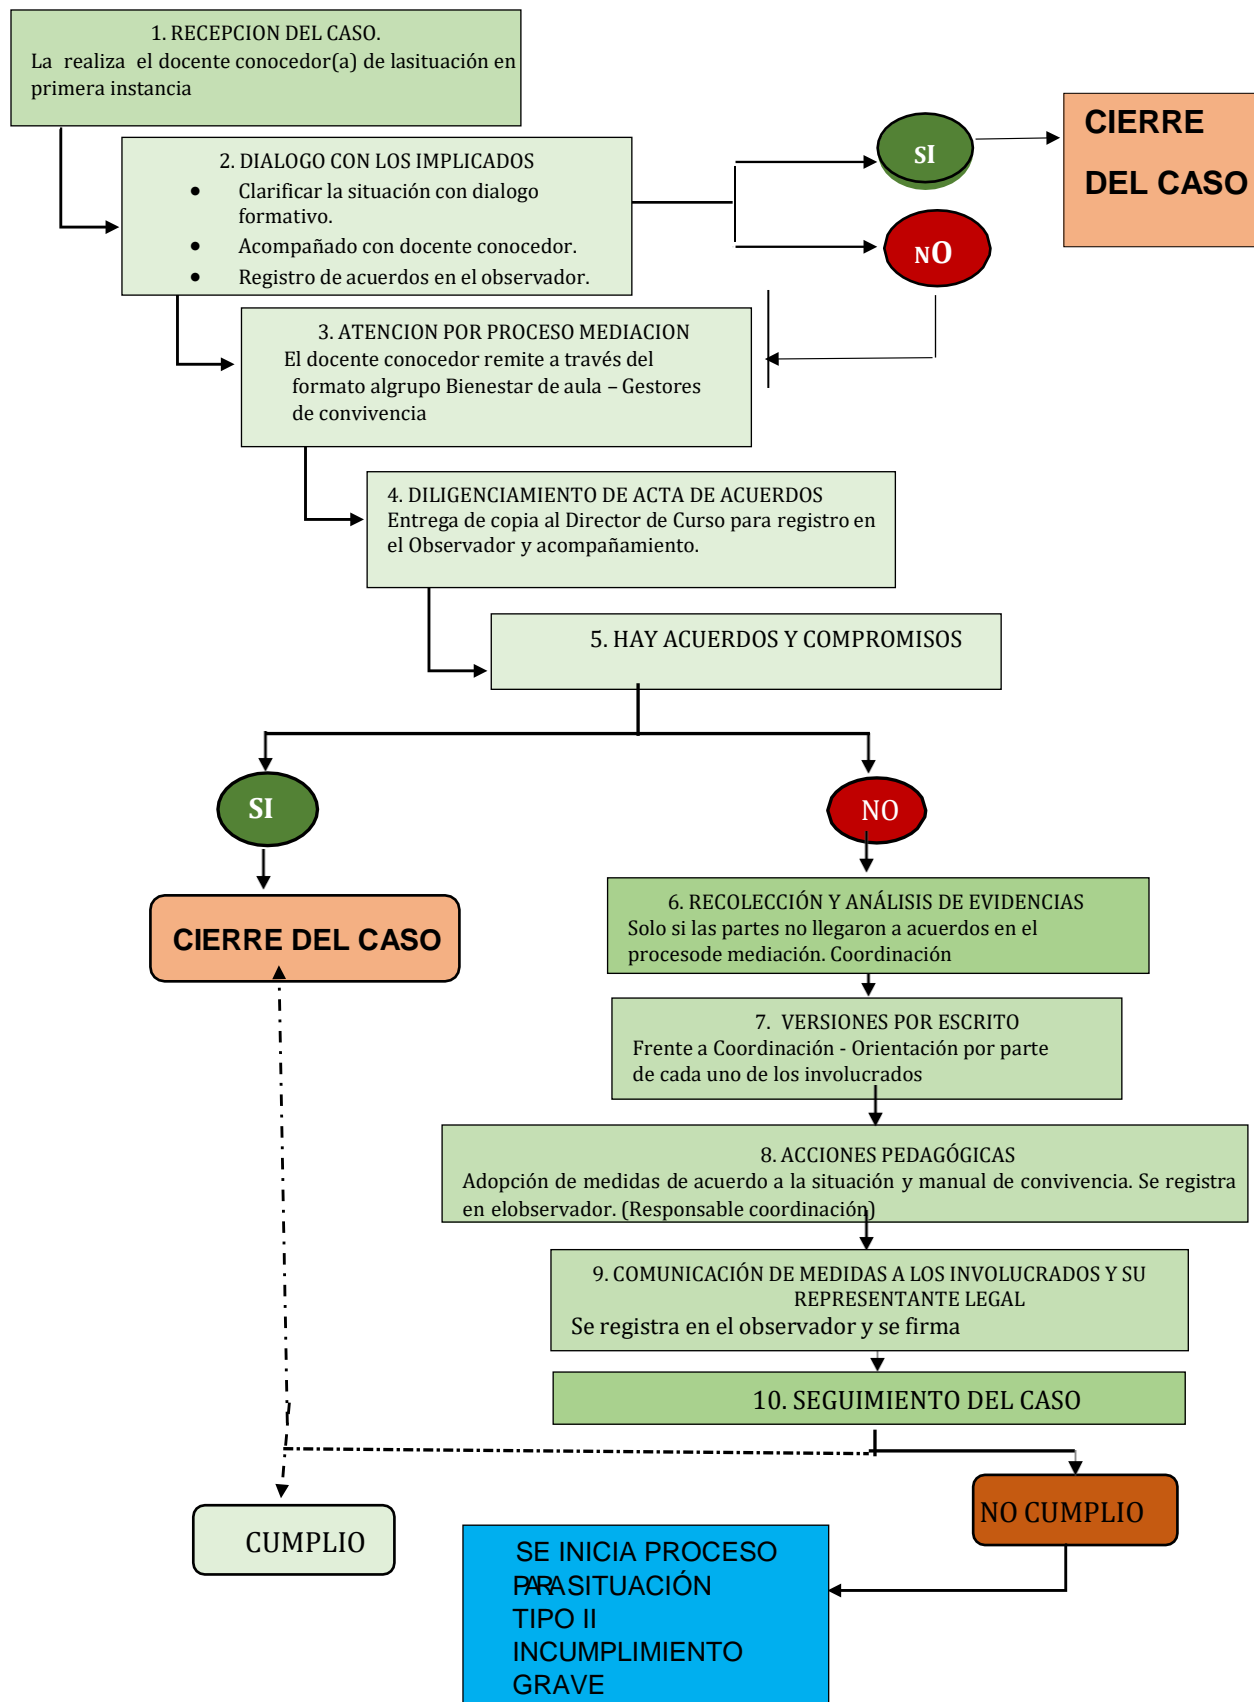 1. RECEPCION DEL CASO.
La realiza el docente conocedor(a) de lasituación en
primera instancia
2. DIALOGO CON LOS IMPLICADOS
• Clarificar la situación con dialogo
formativo.
• Acompañado con docente conocedor.
• Registro de acuerdos en el observador.
SI
CIERRE
DEL CASO
NO
3. ATENCION POR PROCESO MEDIACION
El docente conocedor remite a través del
formato algrupo Bienestar de aula – Gestores
de convivencia
4. DILIGENCIAMIENTO DE ACTA DE ACUERDOS
Entrega de copia al Director de Curso para registro en
el Observador y acompañamiento.
5. HAY ACUERDOS Y COMPROMISOS
SI
NO
CIERRE DEL CASO
6. RECOLECCIÓN Y ANÁLISIS DE EVIDENCIAS
Solo si las partes no llegaron a acuerdos en el
procesode mediación. Coordinación
7. VERSIONES POR ESCRITO
Frente a Coordinación - Orientación por parte
de cada uno de los involucrados
8. ACCIONES PEDAGÓGICAS
Adopción de medidas de acuerdo a la situación y manual de convivencia. Se registra
en elobservador. (Responsable coordinación)
9. COMUNICACIÓN DE MEDIDAS A LOS INVOLUCRADOS Y SU
REPRESENTANTE LEGAL
Se registra en el observador y se firma
10. SEGUIMIENTO DEL CASO
CUMPLIO
NO CUMPLIO
SE INICIA PROCESO
PARASITUACIÓN
TIPO II
INCUMPLIMIENTO
GRAVE